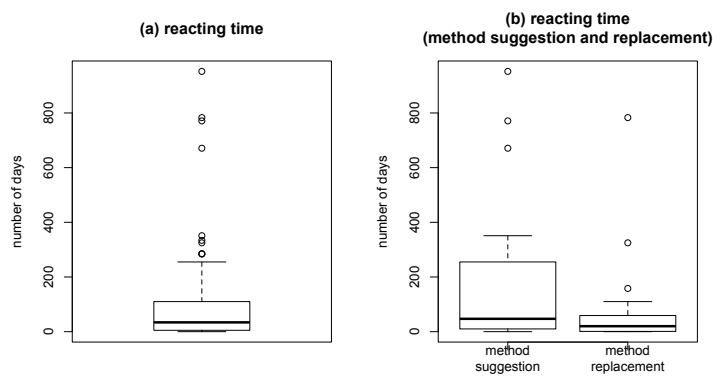 (a) reacting time
number of days
0
200
400
600
800
(b) reacting time
(method suggestion and replacement)
number of days
0
200
400
600
800
method
suggestion
method
replacement